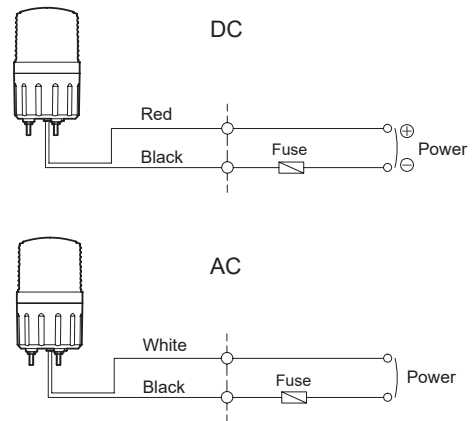 DC
Red
⊕
Fuse
Power
Black
⊖
AC
White
Fuse
Power
Black